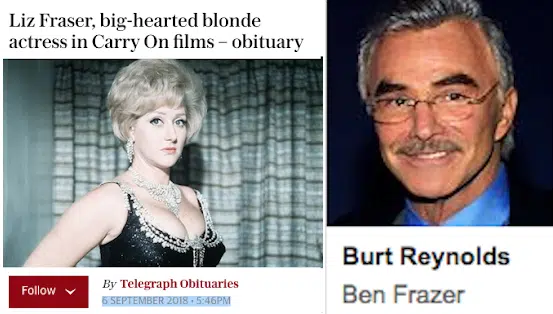 Liz Fraser, big-hearted blonde
actress in Carry On films – obituary
Follow
By Telegraph Obituaries
6 SEPTEMBER 2018 • 5:46PM
Burt Reynolds
Ben Frazer